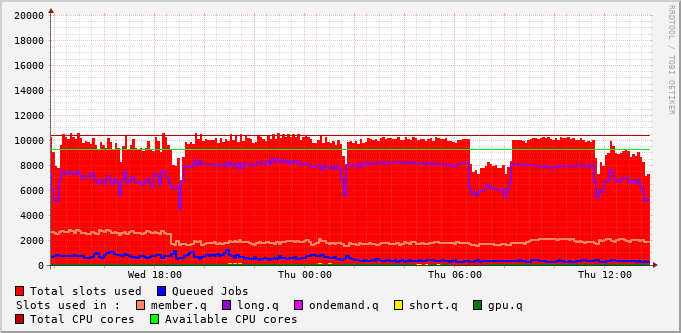 20000
18000
16000
14000
12000
10000
8000
6000
4000
2000
0
Wed 18:00 Thu 00:00 Thu 06:00 Thu 12:00
Total slots used Queued Jobs
Slots used in : member.q long.q ondemand.q short.q gpu.q
Total CPU cores Available CPU cores
RRDTOOL / TOBI OETIKER